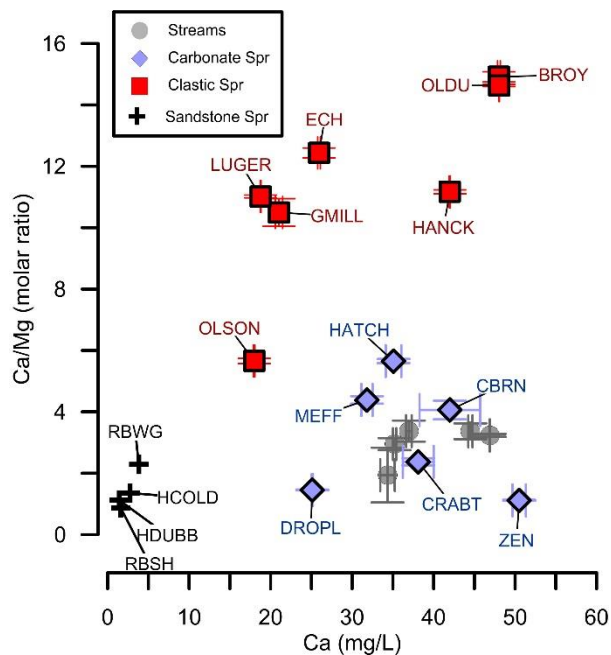 Streams
Carbonate Spr
Clastic Spr
Sandstone Spr
16
12
8
4
0
Ca/Mg (molar ratio)
BROY
OLDU
ECH
LUGER
GMILL
HANCK
OLSON
HATCH
MEFF
CBRN
RBWG
HCOLD
HDUBB
RBSH
DROPL
CRABT
ZEN
0 10 20 30 40 50 60
Ca (mg/L)